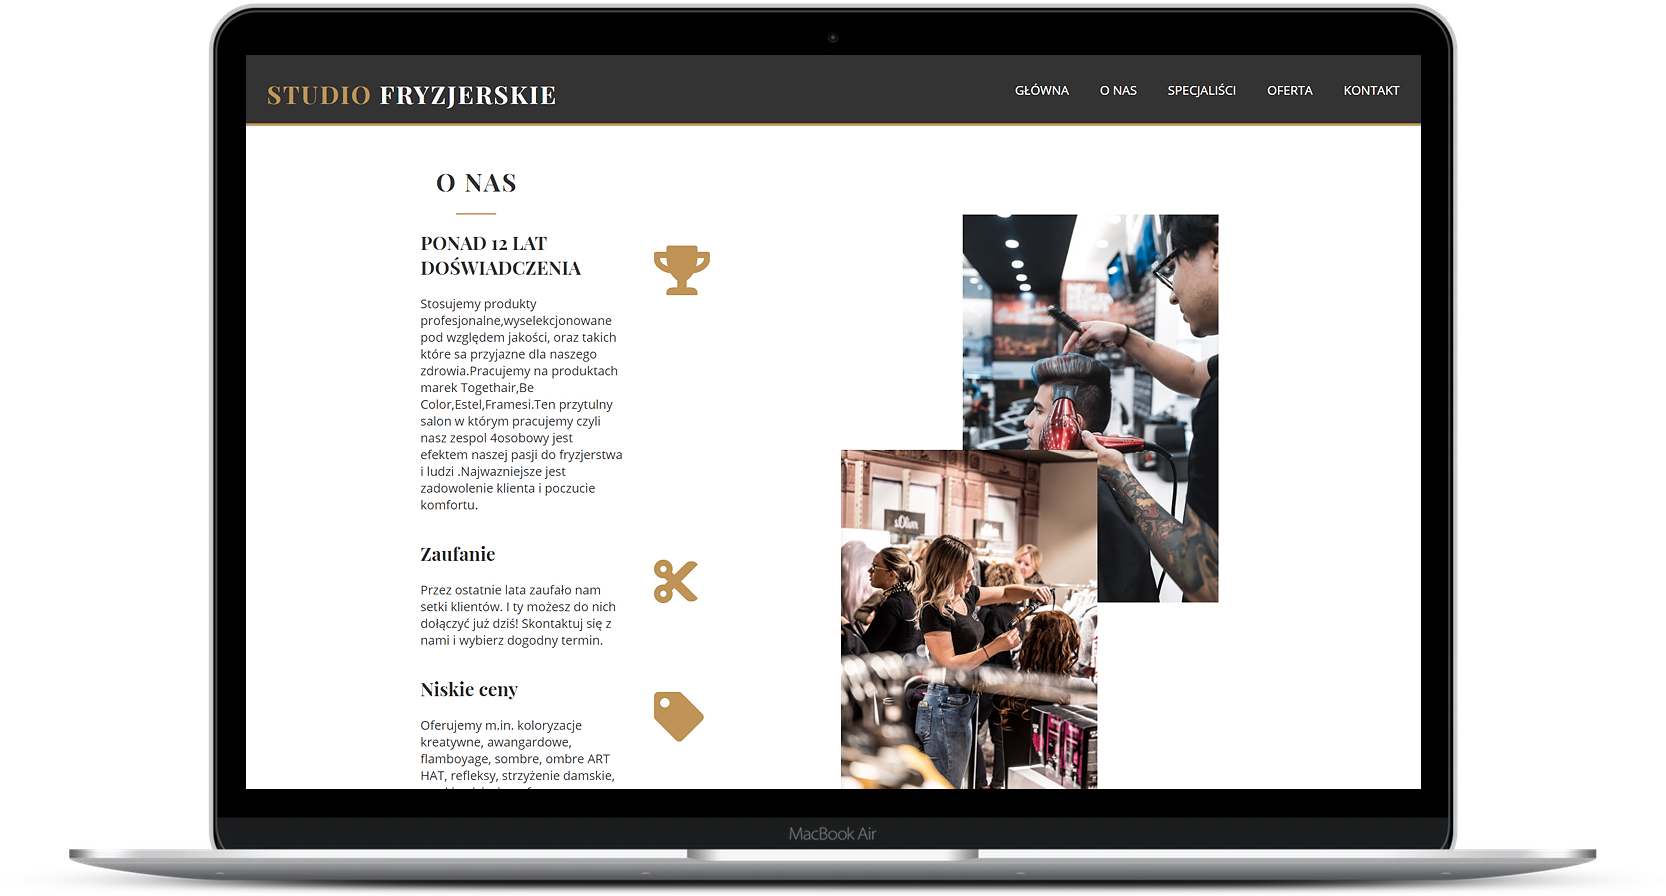 STUDIO FRYZJERSKIE
GŁÓWNA O NAS SPECJALIŚCI OFERTA KONTAKT
O NAS
PONAD 12 LAT
DOŚWIADCZENIA
Stosujemy produkty
profesjonalne,wyselekcjonowane
pod względem jakości, oraz takich
które sa przyjazne dla naszego
zdrowia.Pracujemy na produktach
marek Togethair,Be
Color,Estel,Framesi.Ten przytulny
salon w którym pracujemy czyli
nasz zespol 4osobowy jest
efektem naszej pasji do fryzjerstwa
i ludzi .Najwazniejsze jest
zadowolenie klienta i poczucie
komfortu.
Zaufanie
Przez ostatnie lata zaufało nam
setki klientów. I ty możesz do nich
dołączyć już dziś! Skontaktuj się z
nami i wybierz dogodny termin.
Niskie ceny
Oferujemy m.in. koloryzacje
kreatywne, awangardowe,
flamboyage, sombre, ombre ART
HAT, refleksy, strzyżenie damskie,
s.Oliver
MacBook Air